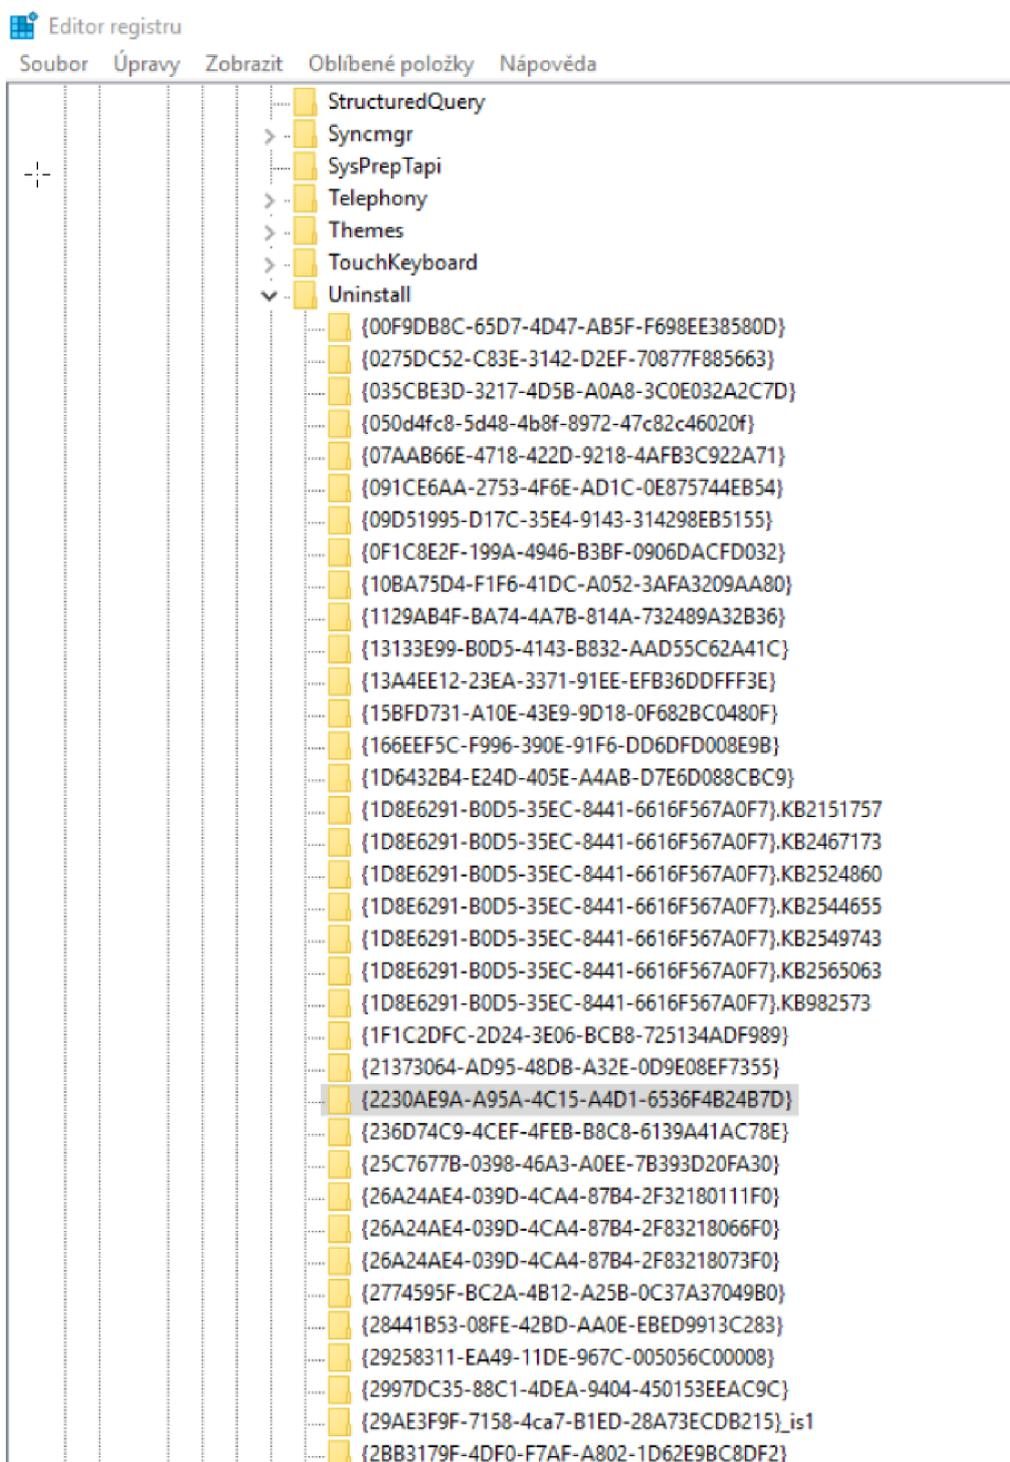 Editor registru
Soubor Úpravy Zobrazit Oblíbené položky Nápověda
StructuredQuery
Syncmgr
SysPrepTapi
Telephony
Themes
TouchKeyboard
Uninstall
{00F9DB8C-65D7-4D47-AB5F-F698EE38580D}
{0275DC52-C83E-3142-D2EF-70877F885663}
{035CBE3D-3217-4D5B-A0A8-3C0E032A2C7D}
{050d4fc8-5d48-4b8f-8972-47c82c46020f}
{07AAB66E-4718-422D-9218-4AFB3C922A71}
{091CE6AA-2753-4F6E-AD1C-0E875744EB54}
{09D51995-D17C-35E4-9143-314298EB5155}
{0F1C8E2F-199A-4946-B3BF-0906DACFD032}
{10BA75D4-F1F6-41DC-A052-3AFA3209AA80}
{1129AB4F-BA74-4A7B-814A-732489A32B36}
{13133E99-B0D5-4143-B832-AAD55C62A41C}
{13A4EE12-23EA-3371-91EE-EFB36DDFFF3E}
{15BFD731-A10E-43E9-9D18-0F682BC0480F}
{166EEF5C-F996-390E-91F6-DD6DFD008E9B}
{1D6432B4-E24D-405E-A4AB-D7E6D088CBC9}
{1D8E6291-B0D5-35EC-8441-6616F567A0F7}.KB2151757
{1D8E6291-B0D5-35EC-8441-6616F567A0F7}.KB2467173
{1D8E6291-B0D5-35EC-8441-6616F567A0F7}.KB2524860
{1D8E6291-B0D5-35EC-8441-6616F567A0F7}.KB2544655
{1D8E6291-B0D5-35EC-8441-6616F567A0F7}.KB2549743
{1D8E6291-B0D5-35EC-8441-6616F567A0F7}.KB2565063
{1D8E6291-B0D5-35EC-8441-6616F567A0F7}.KB982573
{1F1C2DFC-2D24-3E06-BCB8-725134ADF989}
{21373064-AD95-48DB-A32E-0D9E08EF7355}
{2230AE9A-A95A-4C15-A4D1-6536F4B24B7D}
{236D74C9-4CEF-4FEB-B8C8-6139A41AC78E}
{25C7677B-0398-46A3-A0EE-7B393D20FA30}
{26A24AE4-039D-4CA4-87B4-2F32180111F0}
{26A24AE4-039D-4CA4-87B4-2F83218066F0}
{26A24AE4-039D-4CA4-87B4-2F83218073F0}
{2774595F-BC2A-4B12-A25B-0C37A37049B0}
{28441B53-08FE-42BD-AA0E-EBED9913C283}
{29258311-EA49-11DE-967C-005056C00008}
{2997DC35-88C1-4DEA-9404-450153EEAC9C}
{29AE3F9F-7158-4ca7-B1ED-28A73ECDB215}_is1
{2BB3179F-4DF0-F7AF-A802-1D62E9BC8DF2}